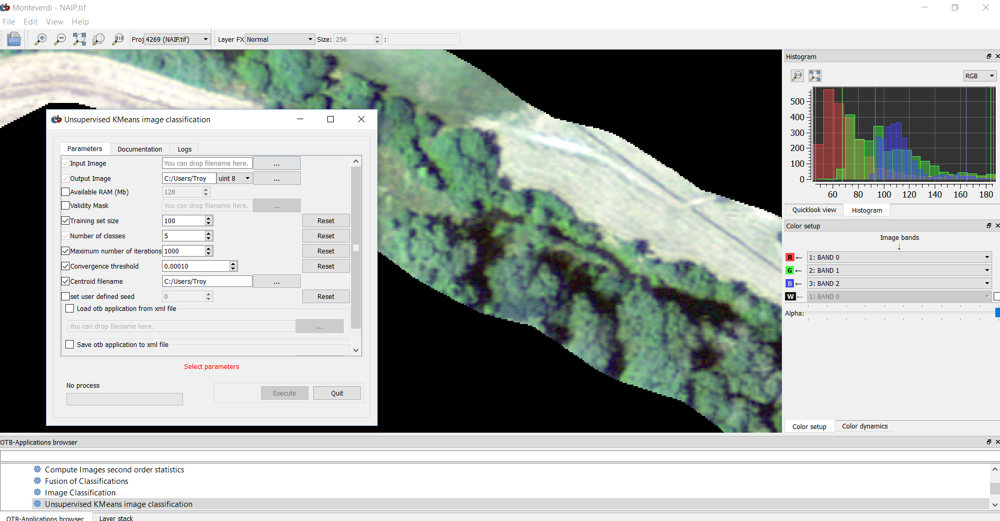 Monteverdi - NAIP.tif
File Edit View Help
Proj 4269 (NAIP.tif) Layer FX Normal Size: 256 :
Histogram
RGB
500
400
300
200
100
0
60 80 100 120 140 160 180
Quicklook view Histogram
Color setup
Image bands
↓
R ← 1: BAND 0
G ← 2: BAND 1
B ← 3: BAND 2
W ← 1: BAND 0
Alpha:
Color setup Color dynamics
Unsupervised KMeans image classification
Parameters Documentation Logs
Input Image You can drop filename here. ...
Output Image C:/Users/Troy uint 8 ...
Available RAM (Mb) 128
Validity Mask You can drop filename here. ...
Training set size 100 Reset
Number of classes 5 Reset
Maximum number of iterations 1000 Reset
Convergence threshold 0.00010 Reset
Centroid filename C:/Users/Troy ...
set user defined seed 0 Reset
Load otb application from xml file
You can drop filename here. ...
Save otb application to xml file
Select parameters
No process
Execute Quit
OTB-Applications browser
Compute Images second order statistics
Fusion of Classifications
Image Classification
Unsupervised KMeans image classification
OTB-Applications browser Layer stack